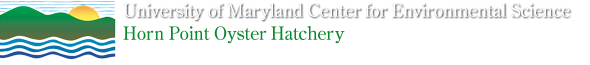 University of Maryland Center for Environmental Science
Horn Point Oyster Hatchery